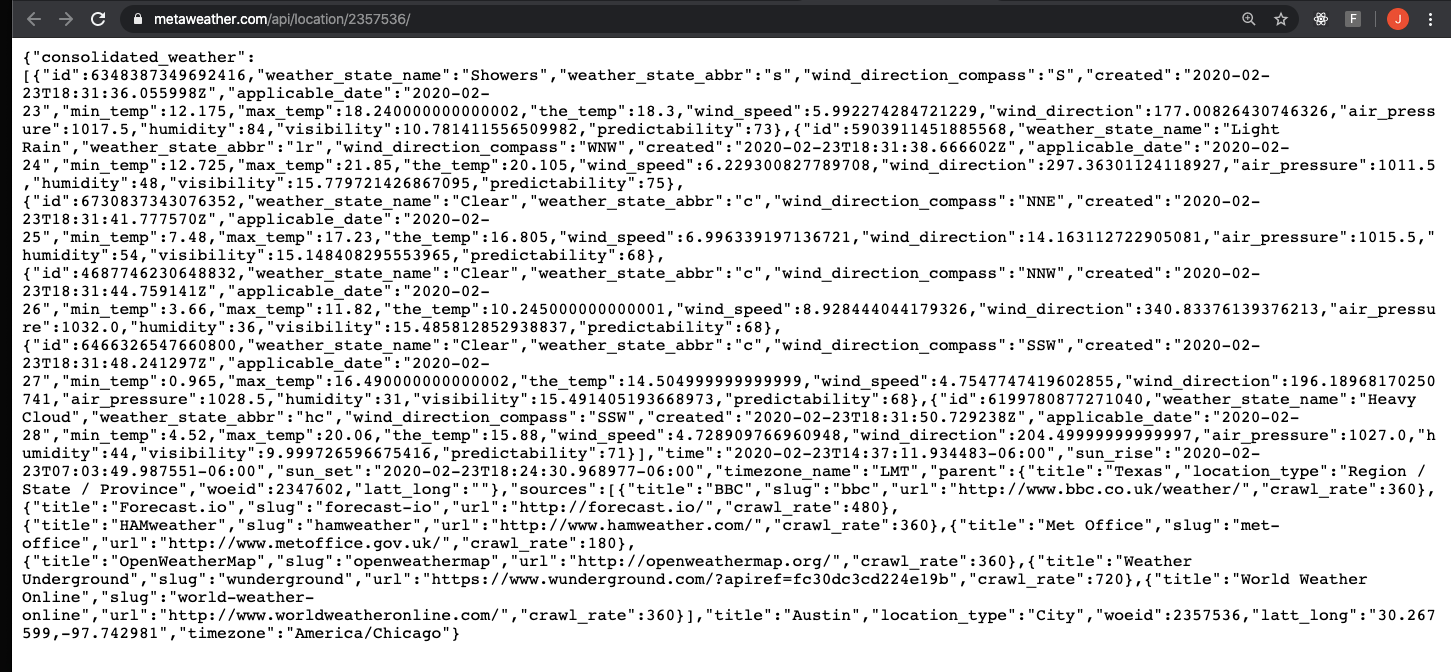 metaweather.com/api/location/2357536/
F
J
{"consolidated_weather":
[{"id":6348387349692416,"weather_state_name":"Showers","weather_state_abbr":"s","wind_direction_compass":"S","created":"2020-02-
23T18:31:36.055998Z","applicable_date":"2020-02-
23","min_temp":12.175,"max_temp":18.240000000000002,"the_temp":18.3,"wind_speed":5.992274284721229,"wind_direction":177.00826430746326,"air_press
ure":1017.5,"humidity":84,"visibility":10.781411556509982,"predictability":73},{"id":5903911451885568,"weather_state_name":"Light
Rain","weather_state_abbr":"lr","wind_direction_compass":"WNW","created":"2020-02-23T18:31:38.666602Z","applicable_date":"2020-02-
24","min_temp":12.725,"max_temp":21.85,"the_temp":20.105,"wind_speed":6.229300827789708,"wind_direction":297.36301124118927,"air_pressure":1011.5
,"humidity":48,"visibility":15.779721426867095,"predictability":75},
{"id":6730837343076352,"weather_state_name":"Clear","weather_state_abbr":"c","wind_direction_compass":"NNE","created":"2020-02-
23T18:31:41.777570Z","applicable_date":"2020-02-
25","min_temp":7.48,"max_temp":17.23,"the_temp":16.805,"wind_speed":6.996339197136721,"wind_direction":14.163112722905081,"air_pressure":1015.5,"
humidity":54,"visibility":15.148408295553965,"predictability":68},
{"id":4687746230648832,"weather_state_name":"Clear","weather_state_abbr":"c","wind_direction_compass":"NNW","created":"2020-02-
23T18:31:44.759141Z","applicable_date":"2020-02-
26","min_temp":3.66,"max_temp":11.82,"the_temp":10.245000000000001,"wind_speed":8.928444044179326,"wind_direction":340.83376139376213,"air_pressu
re":1032.0,"humidity":36,"visibility":15.485812852938837,"predictability":68},
{"id":6466326547660800,"weather_state_name":"Clear","weather_state_abbr":"c","wind_direction_compass":"SSW","created":"2020-02-
23T18:31:48.241297Z","applicable_date":"2020-02-
27","min_temp":0.965,"max_temp":16.490000000000002,"the_temp":14.504999999999999,"wind_speed":4.7547747419602855,"wind_direction":196.18968170250
741,"air_pressure":1028.5,"humidity":31,"visibility":15.491405193668973,"predictability":68},{"id":6199780877271040,"weather_state_name":"Heavy
Cloud","weather_state_abbr":"hc","wind_direction_compass":"SSW","created":"2020-02-23T18:31:50.729238Z","applicable_date":"2020-02-
28","min_temp":4.52,"max_temp":20.06,"the_temp":15.88,"wind_speed":4.728909766960948,"wind_direction":204.49999999999997,"air_pressure":1027.0,"h
umidity":44,"visibility":9.999726596675416,"predictability":71}],"time":"2020-02-23T14:37:11.934483-06:00","sun_rise":"2020-02-
23T07:03:49.987551-06:00","sun_set":"2020-02-23T18:24:30.968977-06:00","timezone_name":"LMT","parent":{"title":"Texas","location_type":"Region /
State / Province","woeid":2347602,"latt_long":""},"sources":[{"title":"BBC","slug":"bbc","url":"http://www.bbc.co.uk/weather/","crawl_rate":360},
{"title":"Forecast.io","slug":"forecast-io","url":"http://forecast.io/","crawl_rate":480},
{"title":"HAMweather","slug":"hamweather","url":"http://www.hamweather.com/","crawl_rate":360},{"title":"Met Office","slug":"met-
office","url":"http://www.metoffice.gov.uk/","crawl_rate":180},
{"title":"OpenWeatherMap","slug":"openweathermap","url":"http://openweathermap.org/","crawl_rate":360},{"title":"Weather
Underground","slug":"wunderground","url":"https://www.wunderground.com/?apiref=fc30dc3cd224e19b","crawl_rate":720},{"title":"World Weather
Online","slug":"world-weather-
online","url":"http://www.worldweatheronline.com/","crawl_rate":360}],"title":"Austin","location_type":"City","woeid":2357536,"latt_long":"30.267
599,-97.742981","timezone":"America/Chicago"}